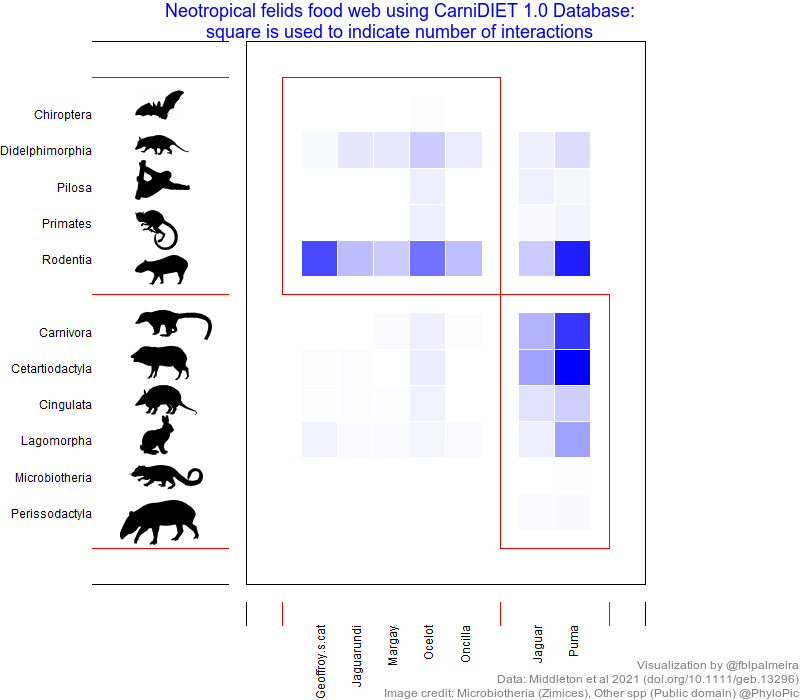 Neotropical felids food web using CarniDIET 1.0 Database:
square is used to indicate number of interactions
Chiroptera
Didelphimorphia
Pilosa
Primates
Rodentia
Carnivora
Cetartiodactyla
Cingulata
Lagomorpha
Microbiotheria
Perissodactyla
Geoffroy.s.cat
Jaguarundi
Margay
Ocelot
Oncilla
Jaguar
Puma
Visualization by @fblpalmeira
Data: Middleton et al 2021 (doi.org/10.1111/geb.13296)
Image credit: Microbiotheria (Zimices), Other spp (Public domain) @PhyloPic